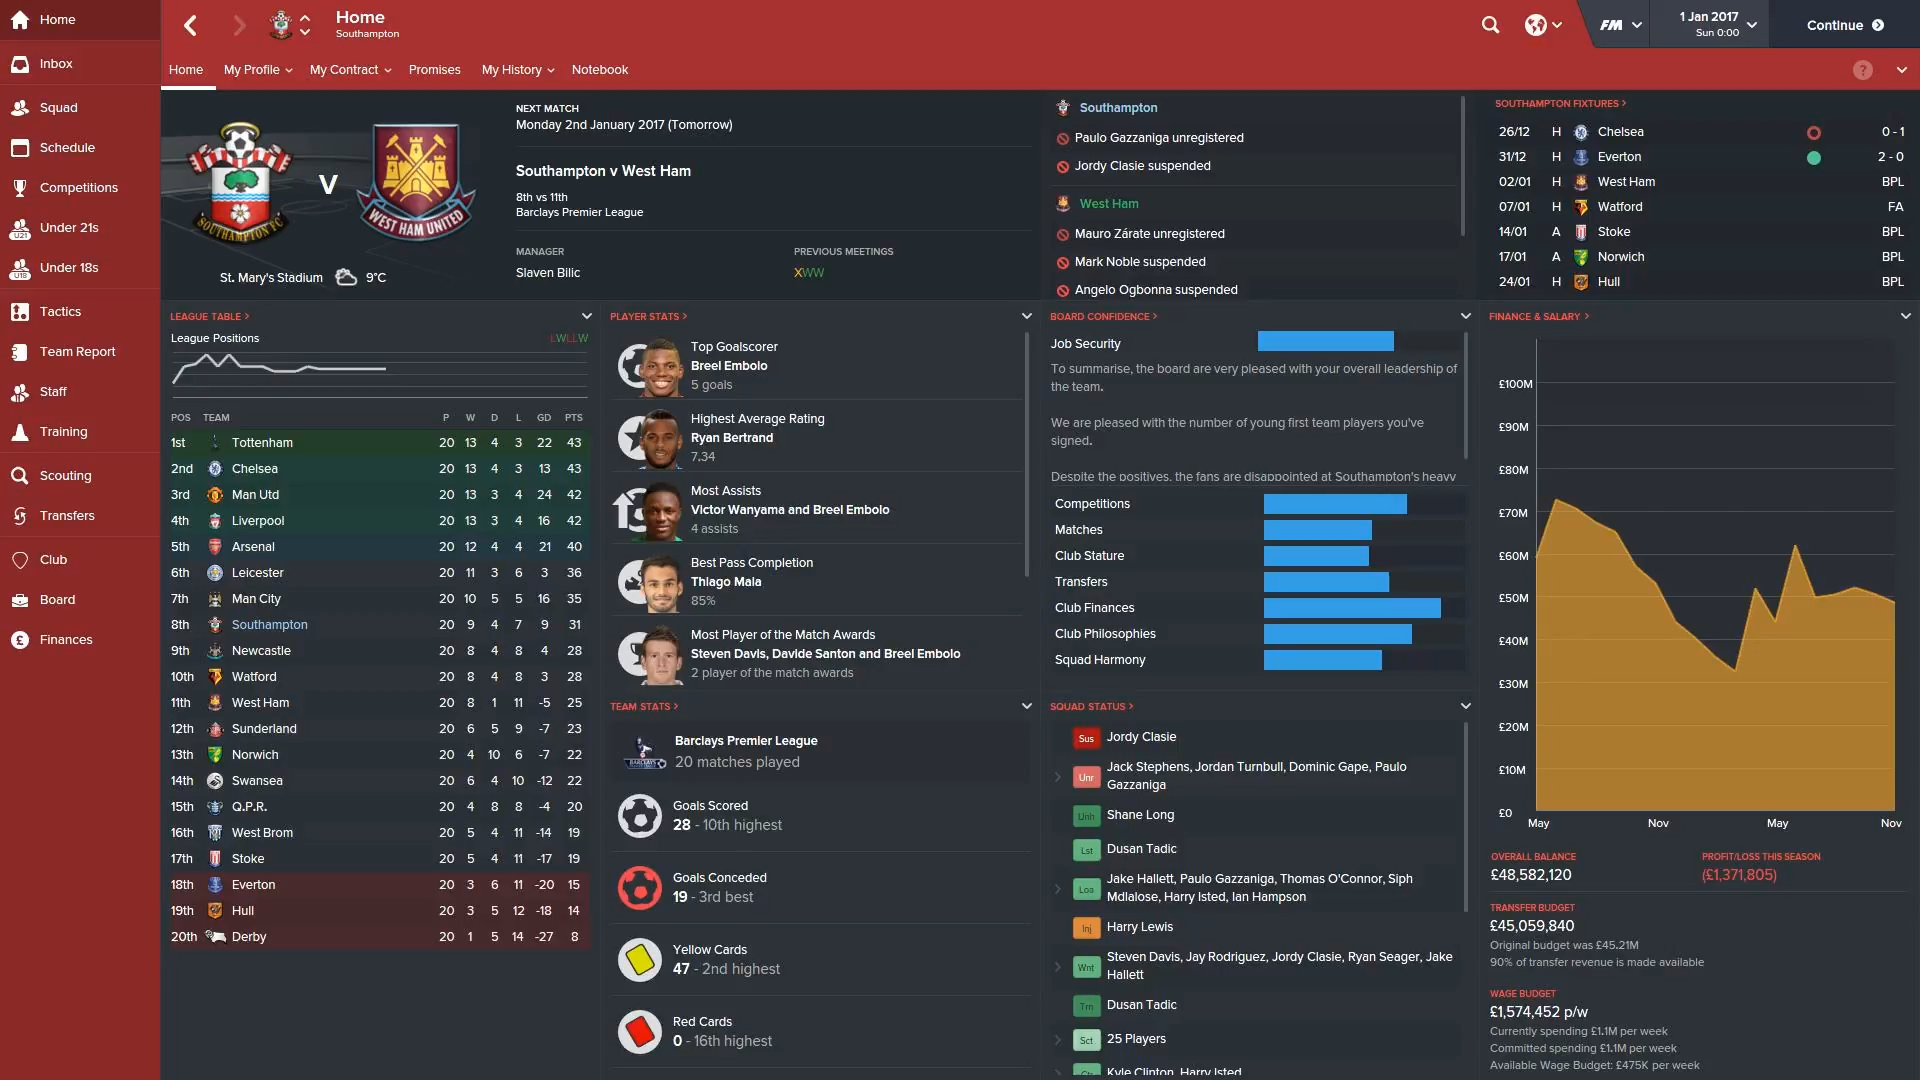 Home
Inbox
Squad
Schedule
Competitions
U21
Under 21s
U18
Under 18s
Tactics
Team Report
Staff
Training
Scouting
Transfers
Club
Board
Finances
Home
Southampton
FM
1 Jan 2017
Sun 0:00
Continue
Home
My Profile
My Contract
Promises
My History
Notebook
?
SOUTHAMPTON FC
V
WEST HAM UNITED
St. Mary's Stadium
9°C
NEXT MATCH
Monday 2nd January 2017 (Tomorrow)
Southampton v West Ham
8th vs 11th
Barclays Premier League
MANAGER
Slaven Bilic
PREVIOUS MEETINGS
XWW
Southampton
Paulo Gazzaniga unregistered
Jordy Clasie suspended
West Ham
Mauro Zárate unregistered
Mark Noble suspended
Angelo Ogbonna suspended
SOUTHAMPTON FIXTURES >
26/12 H Chelsea 0 - 1
31/12 H Everton 2 - 0
02/01 H West Ham BPL
07/01 H Watford FA
14/01 A Stoke BPL
17/01 A Norwich BPL
24/01 H Hull BPL
LEAGUE TABLE >
League Positions
LWLLW
POS TEAM P W D L GD PTS
1st Tottenham 20 13 4 3 22 43
2nd Chelsea 20 13 4 3 13 43
3rd Man Utd 20 13 3 4 24 42
4th Liverpool 20 13 3 4 16 42
5th Arsenal 20 12 4 4 21 40
6th Leicester 20 11 3 6 3 36
7th Man City 20 10 5 5 16 35
8th Southampton 20 9 4 7 9 31
9th Newcastle 20 8 4 8 4 28
10th Watford 20 8 4 8 3 28
11th West Ham 20 8 1 11 -5 25
12th Sunderland 20 6 5 9 -7 23
13th Norwich 20 4 10 6 -7 22
14th Swansea 20 6 4 10 -12 22
15th Q.P.R. 20 4 8 8 -4 20
16th West Brom 20 5 4 11 -14 19
17th Stoke 20 5 4 11 -17 19
18th Everton 20 3 6 11 -20 15
19th Hull 20 3 5 12 -18 14
20th Derby 20 1 5 14 -27 8
PLAYER STATS >
Top Goalscorer
Breel Embolo
5 goals
Highest Average Rating
Ryan Bertrand
7.34
Most Assists
Victor Wanyama and Breel Embolo
4 assists
Best Pass Completion
Thiago Maia
85%
Most Player of the Match Awards
Steven Davis, Davide Santon and Breel Embolo
2 player of the match awards
TEAM STATS >
BARCLAYS
Barclays Premier League
20 matches played
Goals Scored
28 - 10th highest
Goals Conceded
19 - 3rd best
Yellow Cards
47 - 2nd highest
Red Cards
0 - 16th highest
BOARD CONFIDENCE >
Job Security
To summarise, the board are very pleased with your overall leadership of
the team.
We are pleased with the number of young first team players you've
signed.
Despite the positives, the fans are disappointed at Southampton's heavy
Competitions
Matches
Club Stature
Transfers
Club Finances
Club Philosophies
Squad Harmony
SQUAD STATUS >
Sus Jordy Clasie
Unr Jack Stephens, Jordan Turnbull, Dominic Gape, Paulo
Gazzaniga
Unh Shane Long
Lst Dusan Tadic
Loa Jake Hallett, Paulo Gazzaniga, Thomas O'Connor, Siph
Mdlalose, Harry Isted, Ian Hampson
Inj Harry Lewis
Wnt Steven Davis, Jay Rodriguez, Jordy Clasie, Ryan Seager, Jake
Hallett
Trn Dusan Tadic
Sct 25 Players
Kyle Clinton, Harry Isted
FINANCE & SALARY >
£100M
£90M
£80M
£70M
£60M
£50M
£40M
£30M
£20M
£10M
£0
May Nov May Nov
OVERALL BALANCE
£48,582,120
PROFIT/LOSS THIS SEASON
(£1,371,805)
TRANSFER BUDGET
£45,059,840
Original budget was £45.21M
90% of transfer revenue is made available
WAGE BUDGET
£1,574,452 p/w
Currently spending £1.1M per week
Committed spending £1.1M per week
Available Wage Budget: £475K per week